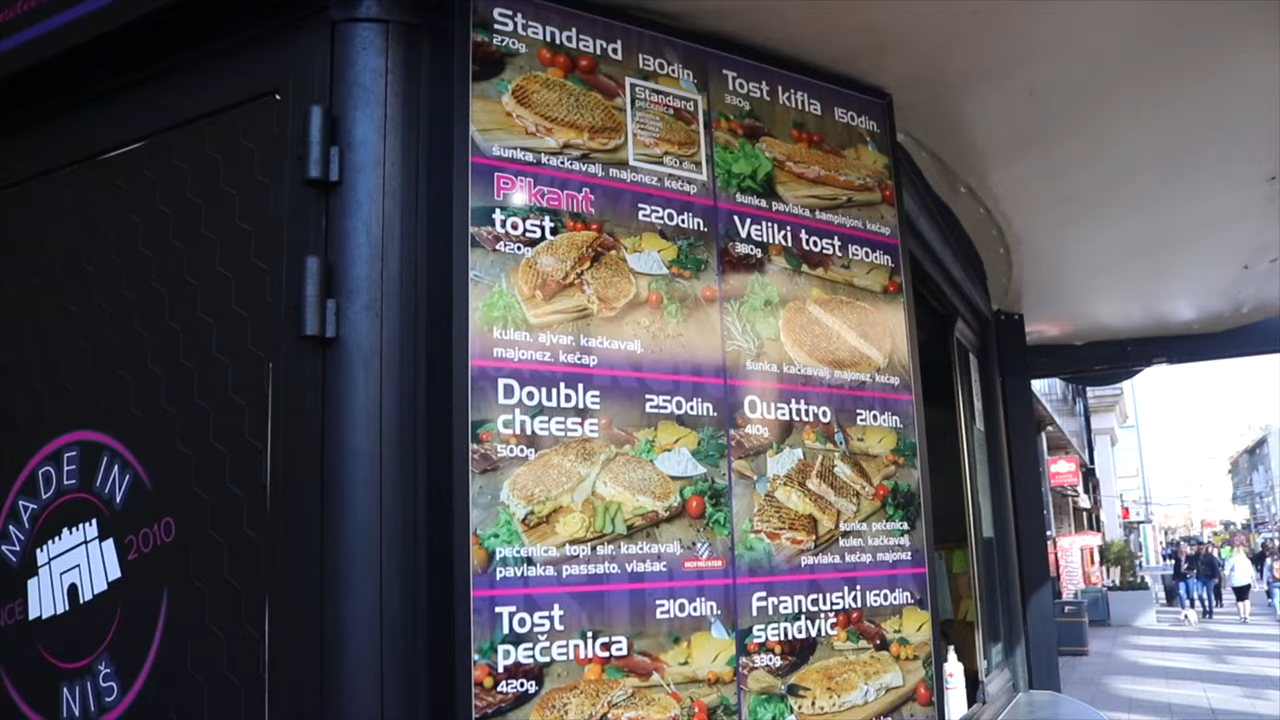 Standard
270g.
130din.
Standard
pečenica
160 din.
šunka, kačkavalj, majonez, kečap
Tost kifla
330g.
150din.
šunka, pavlaka, šampinjoni, kečap
Pikant
tost
220din.
420g.
kulen, ajvar, kačkavalj,
majonez, kečap
Veliki tost 190din.
380g.
šunka, kačkavalj, majonez, kečap
Double
cheese
250din.
500g.
pečenica, topi sir, kačkavalj,
pavlaka, passato, vlašac
HOFMEISTER
Quattro
210din.
410g.
šunka, pečenica,
kulen, kačkavalj,
pavlaka, kečap, majonez
Tost
pečenica
210din.
420g.
Francuski 160din.
sendvič
330g.
MADE IN
2010
NIŠ